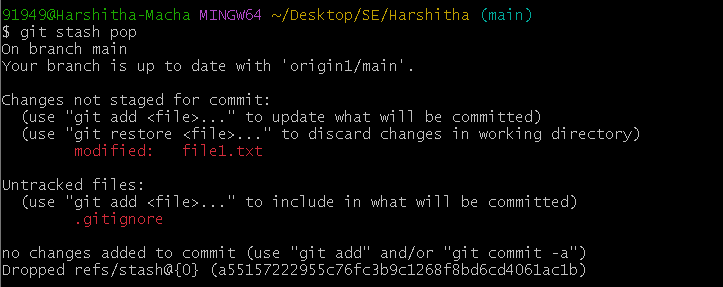 91949@Harshitha-Macha MINGW64 ~/Desktop/SE/Harshitha (main)
$ git stash pop
On branch main
Your branch is up to date with 'origin1/main'.
Changes not staged for commit:
(use "git add <file>..." to update what will be committed)
(use "git restore <file>..." to discard changes in working directory)
modified:   file1.txt
Untracked files:
(use "git add <file>..." to include in what will be committed)
.gitignore
no changes added to commit (use "git add" and/or "git commit -a")
Dropped refs/stash@{0} (a55157222955c76fc3b9c1268f8bd6cd4061ac1b)